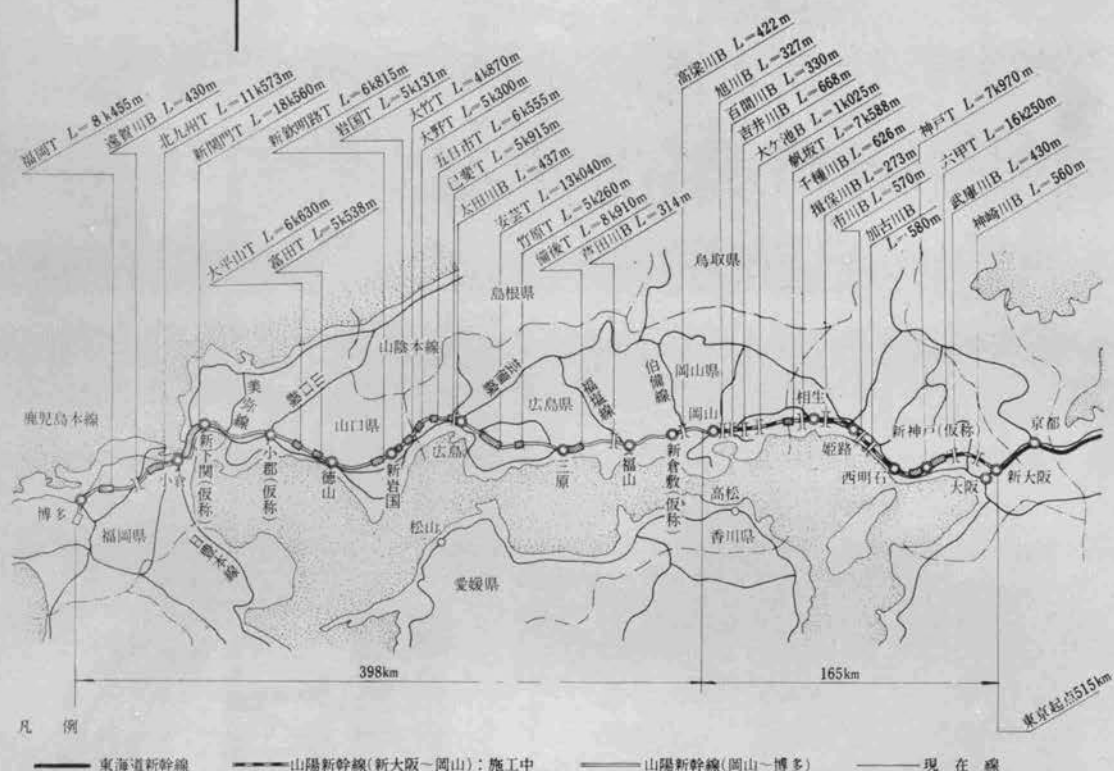 福岡T L=8k455m
遠賀川B L=430m
北九州T L=11k573m
新関門T L=18k560m
新欽明路T L=6k815m
岩国T L=5k131m
大竹T L=4k870m
大野T L=5k300m
五日市T L=6k555m
己斐T L=5k915m
太田川B L=437m
安芸T L=13k040m
竹原T L=5k260m
備後T L=8k910m
芦田川B L=314m
高梁川B L=422m
旭川B L=327m
百間川B L=330m
吉井川B L=668m
大ケ池B L=1k025m
帆坂T L=7k588m
千種川B L=626m
揖保川B L=273m
市川B L=570m
加古川B
L=580m
神戸T L=7k970m
六甲T L=16k250m
武庫川B L=430m
神崎川B L=560m
大平山T L=6k630m
富田T L=5k538m
鳥取県
島根県
山陰本線
美祢線
山口線
芸備線
福塩線
伯備線
岡山県
広島県
山口県
鹿児島本線
博多
小倉
新下関(仮称)
小郡(仮称)
徳山
新岩国
広島
三原
福山
新倉敷(仮称)
岡山
相生
姫路
西明石
新神戸(仮称)
大阪
新大阪
京都
福岡県
日豊本線
松山
愛媛県
高松
香川県
398km
165km
東京起点515km
凡 例
東海道新幹線
山陽新幹線(新大阪~岡山):施工中
山陽新幹線(岡山~博多)
現在線